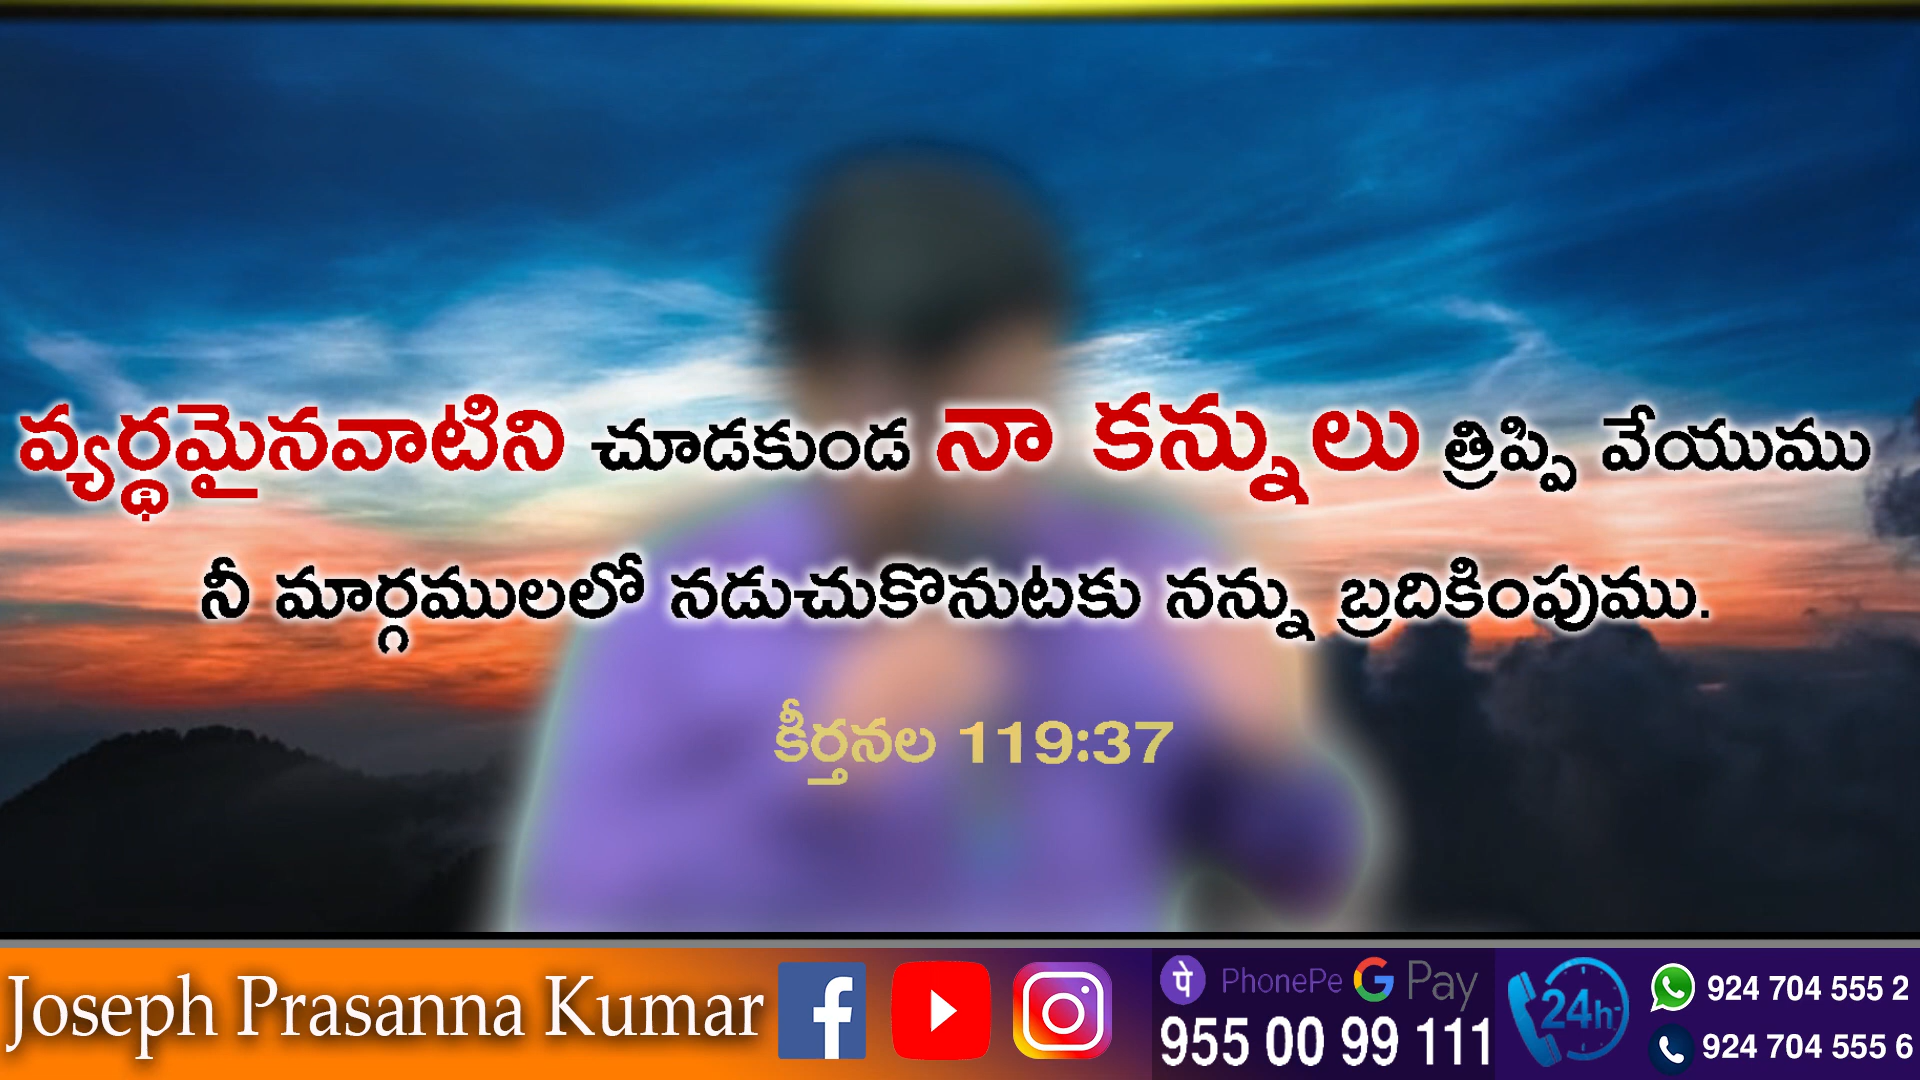 వ్యర్థమైనవాటిని చూడకుండ నా కన్నులు త్రిప్పి వేయుము
నీ మార్గములలో నడుచుకొనుటకు నన్ను బ్రదికింపుము.
కీర్తనల 119:37
Joseph Prasanna Kumar
पे PhonePe G Pay
955 00 99 111
24h
924 704 555 2
924 704 555 6